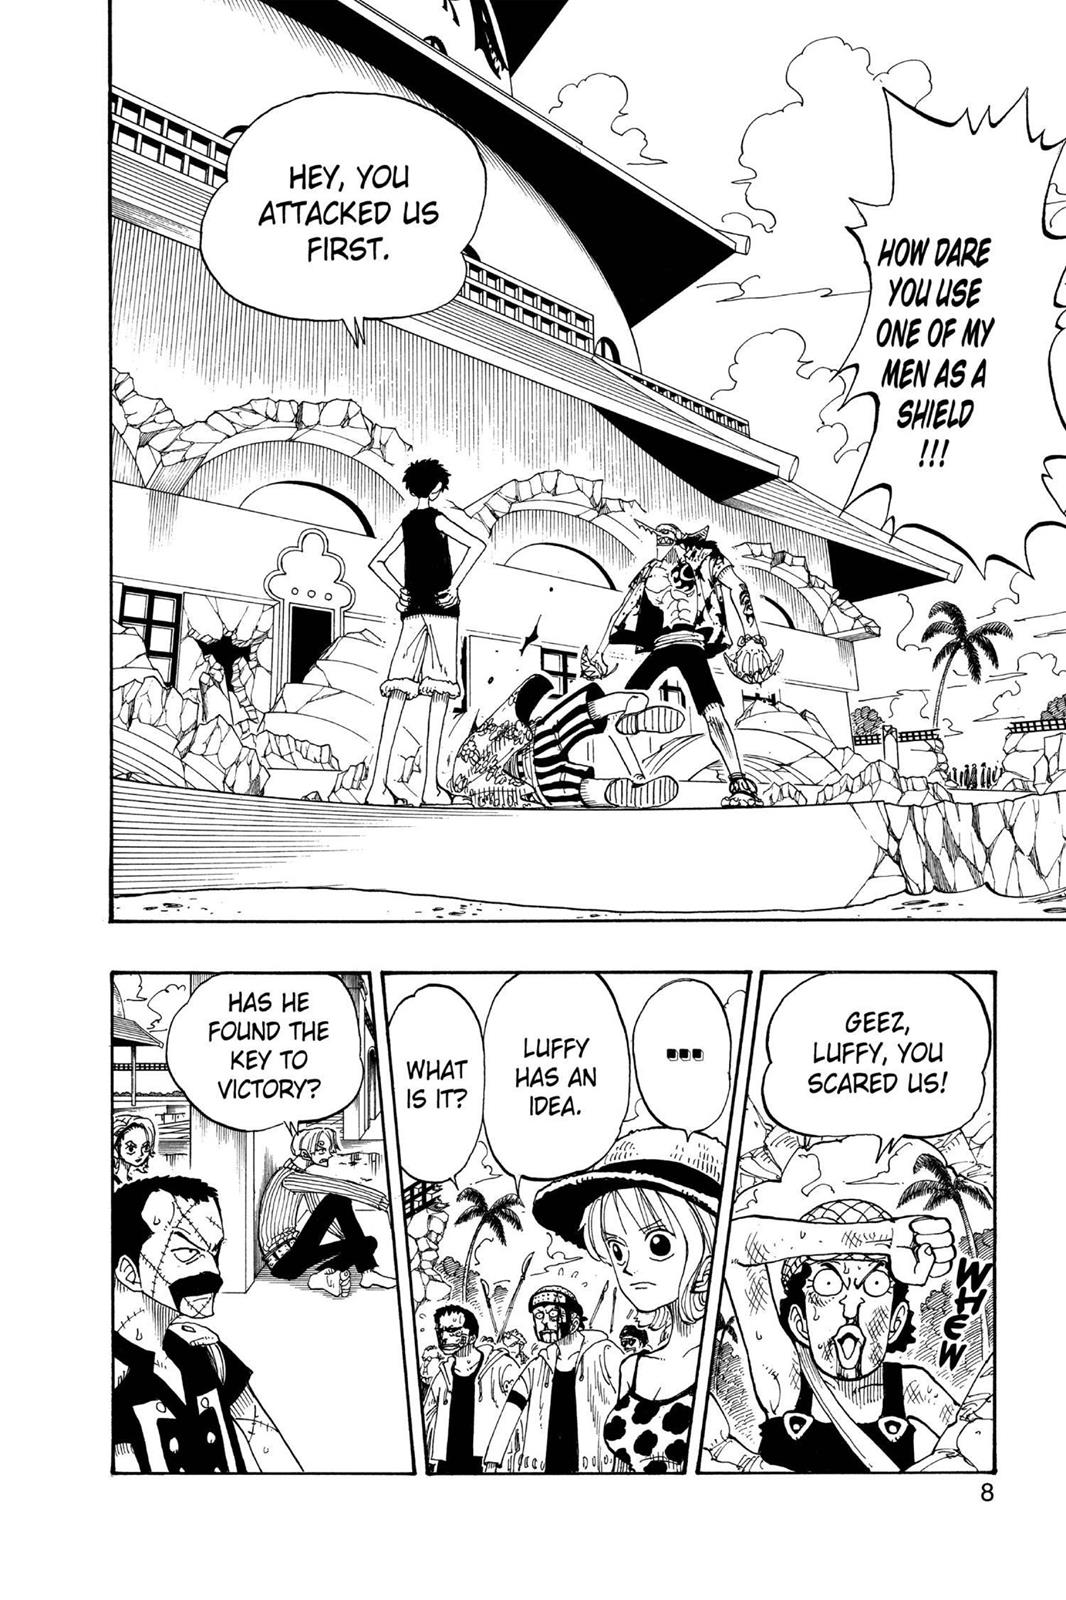 HOW DARE
YOU USE
ONE OF MY
MEN AS A
SHIELD
!!!
HEY, YOU
ATTACKED US
FIRST.
GEEZ,
LUFFY, YOU
SCARED US!
WHEW
...
LUFFY
HAS AN
IDEA.
WHAT
IS IT?
HAS HE
FOUND THE
KEY TO
VICTORY?
8